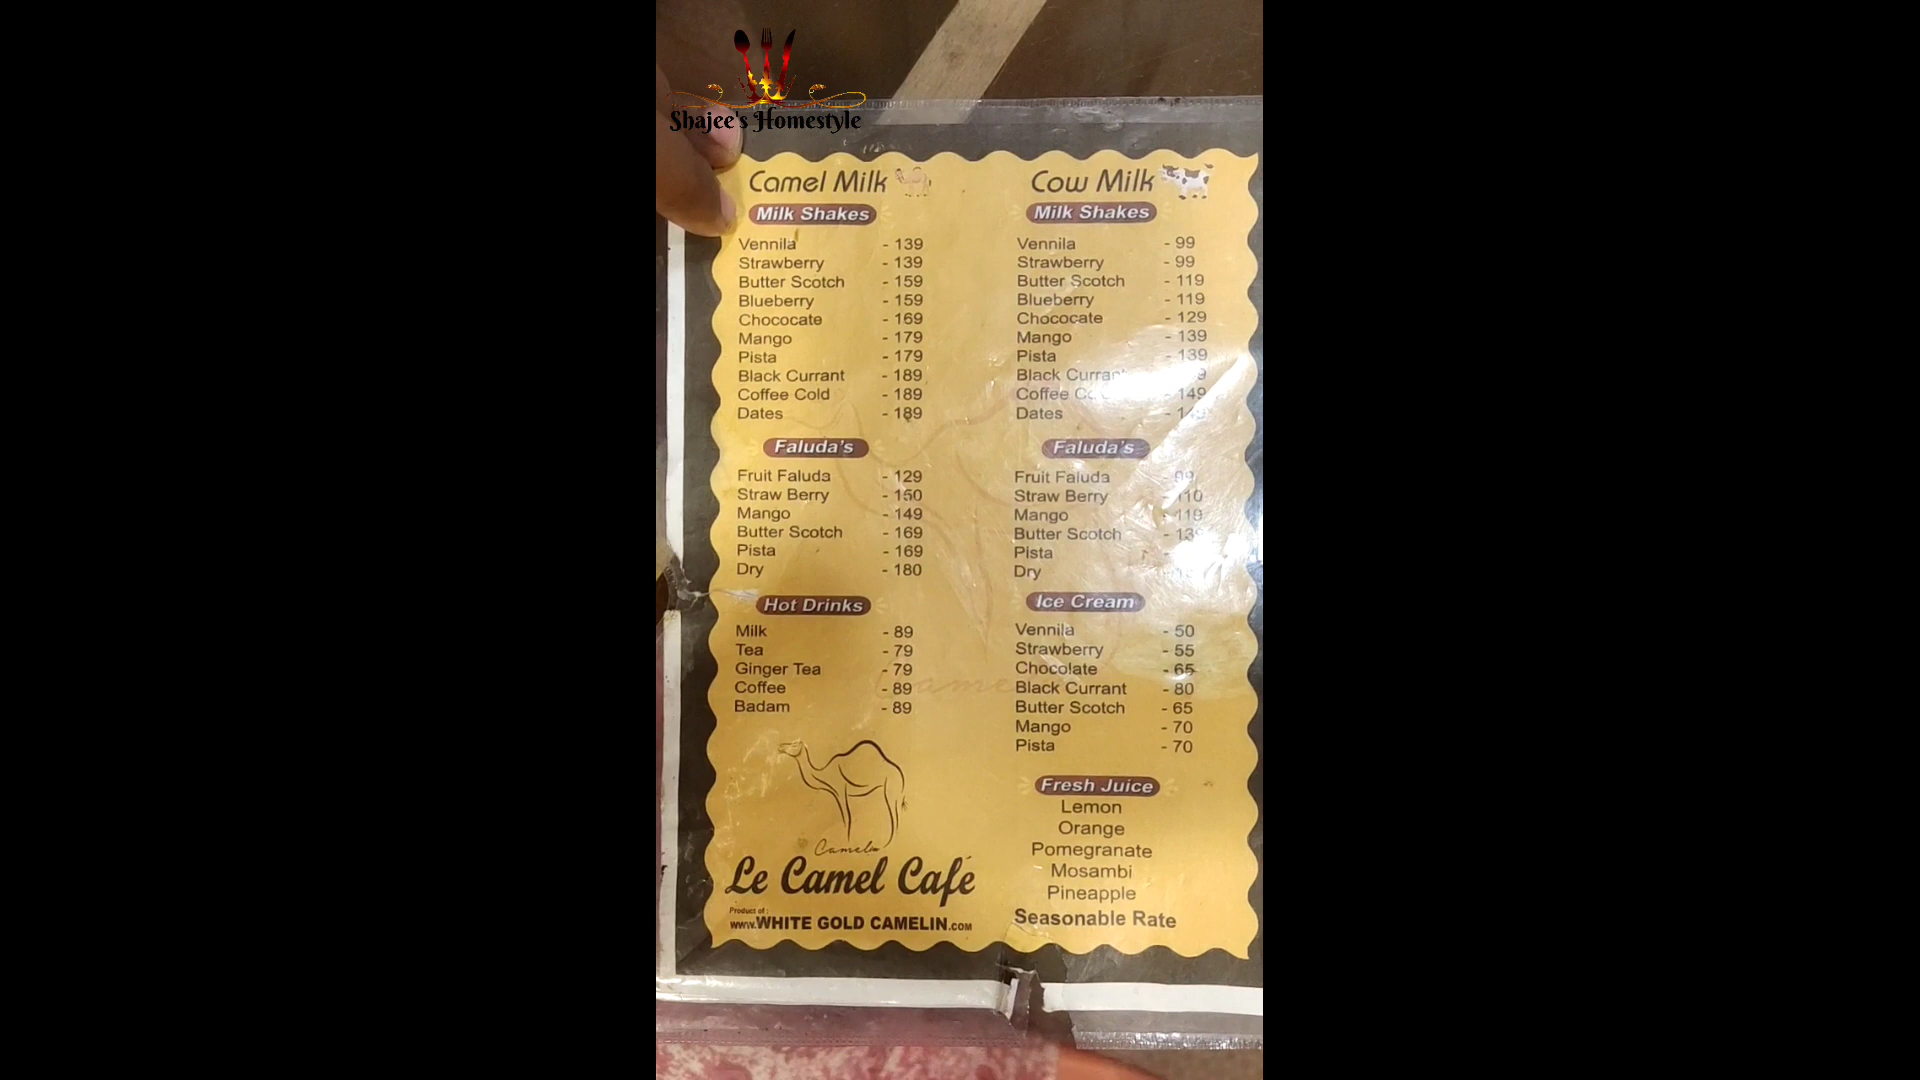 Shajee's Homestyle
Camel Milk
Milk Shakes
Vennila - 139
Strawberry - 139
Butter Scotch - 159
Blueberry - 159
Chococate - 169
Mango - 179
Pista - 179
Black Currant - 189
Coffee Cold - 189
Dates - 189
Faluda's
Fruit Faluda - 129
Straw Berry - 150
Mango - 149
Butter Scotch - 169
Pista - 169
Dry - 180
Hot Drinks
Milk - 89
Tea - 79
Ginger Tea - 79
Coffee - 89
Badam - 89
Camelin
Le Camel Café
Product of :
www.WHITE GOLD CAMELIN.COM
Cow Milk
Milk Shakes
Vennila - 99
Strawberry - 99
Butter Scotch - 119
Blueberry - 119
Chococate - 129
Mango - 139
Pista - 139
Black Currant
Coffee - 149
Dates
Faluda's
Fruit Faluda - 99
Straw Berry - 110
Mango - 119
Butter Scotch
Pista
Dry
Ice Cream
Vennila - 50
Strawberry - 55
Chocolate - 65
Black Currant - 80
Butter Scotch - 65
Mango - 70
Pista - 70
Fresh Juice
Lemon
Orange
Pomegranate
Mosambi
Pineapple
Seasonable Rate